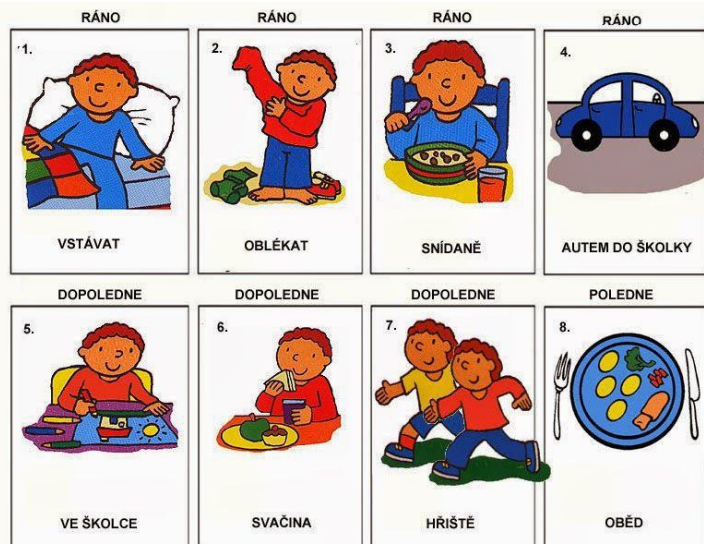 RÁNO
RÁNO
RÁNO
RÁNO
1.
2.
3.
4.
VSTÁVAT
OBLÉKAT
SNÍDANĚ
AUTEM DO ŠKOLKY
DOPOLEDNE
DOPOLEDNE
DOPOLEDNE
POLEDNE
5.
6.
7.
8.
VE ŠKOLCE
SVAČINA
HŘIŠTĚ
OBĚD